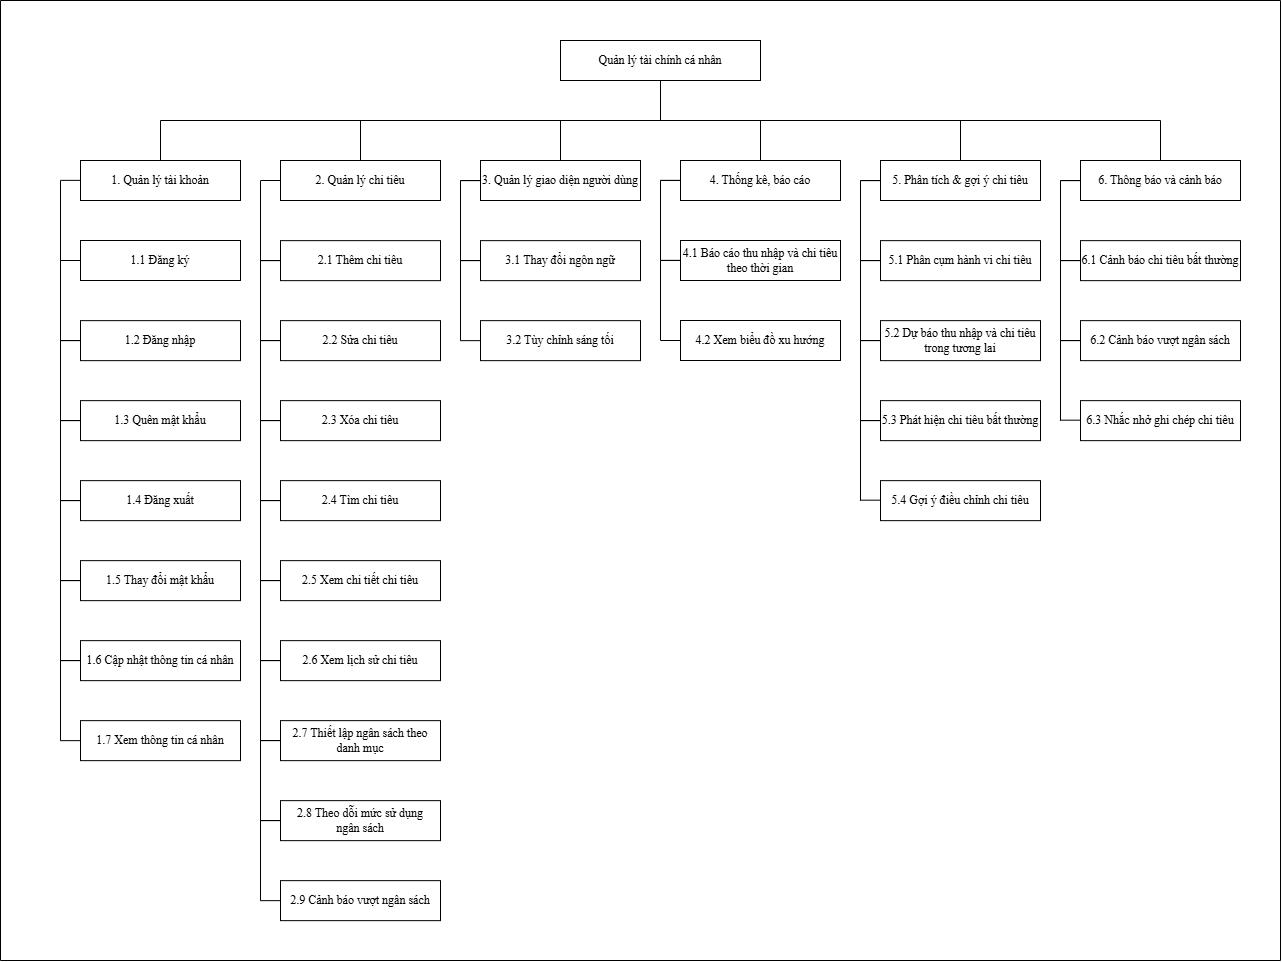 Quản lý tài chính cá nhân
1. Quản lý tài khoản
1.1 Đăng ký
1.2 Đăng nhập
1.3 Quên mật khẩu
1.4 Đăng xuất
1.5 Thay đổi mật khẩu
1.6 Cập nhật thông tin cá nhân
1.7 Xem thông tin cá nhân
2. Quản lý chi tiêu
2.1 Thêm chi tiêu
2.2 Sửa chi tiêu
2.3 Xóa chi tiêu
2.4 Tìm chi tiêu
2.5 Xem chi tiết chi tiêu
2.6 Xem lịch sử chi tiêu
2.7 Thiết lập ngân sách theo
danh mục
2.8 Theo dỗi mức sử dụng
ngân sách
2.9 Cảnh báo vượt ngân sách
3. Quản lý giao diện người dùng
3.1 Thay đổi ngôn ngữ
3.2 Tùy chỉnh sáng tối
4. Thống kê, báo cáo
4.1 Báo cáo thu nhập và chi tiêu
theo thời gian
4.2 Xem biểu đồ xu hướng
5. Phân tích & gợi ý chi tiêu
5.1 Phân cụm hành vi chi tiêu
5.2 Dự báo thu nhập và chi tiêu
trong tương lai
5.3 Phát hiện chi tiêu bất thường
5.4 Gợi ý điều chỉnh chi tiêu
6. Thông báo và cảnh báo
6.1 Cảnh báo chi tiêu bất thường
6.2 Cảnh báo vượt ngân sách
6.3 Nhắc nhở ghi chép chi tiêu